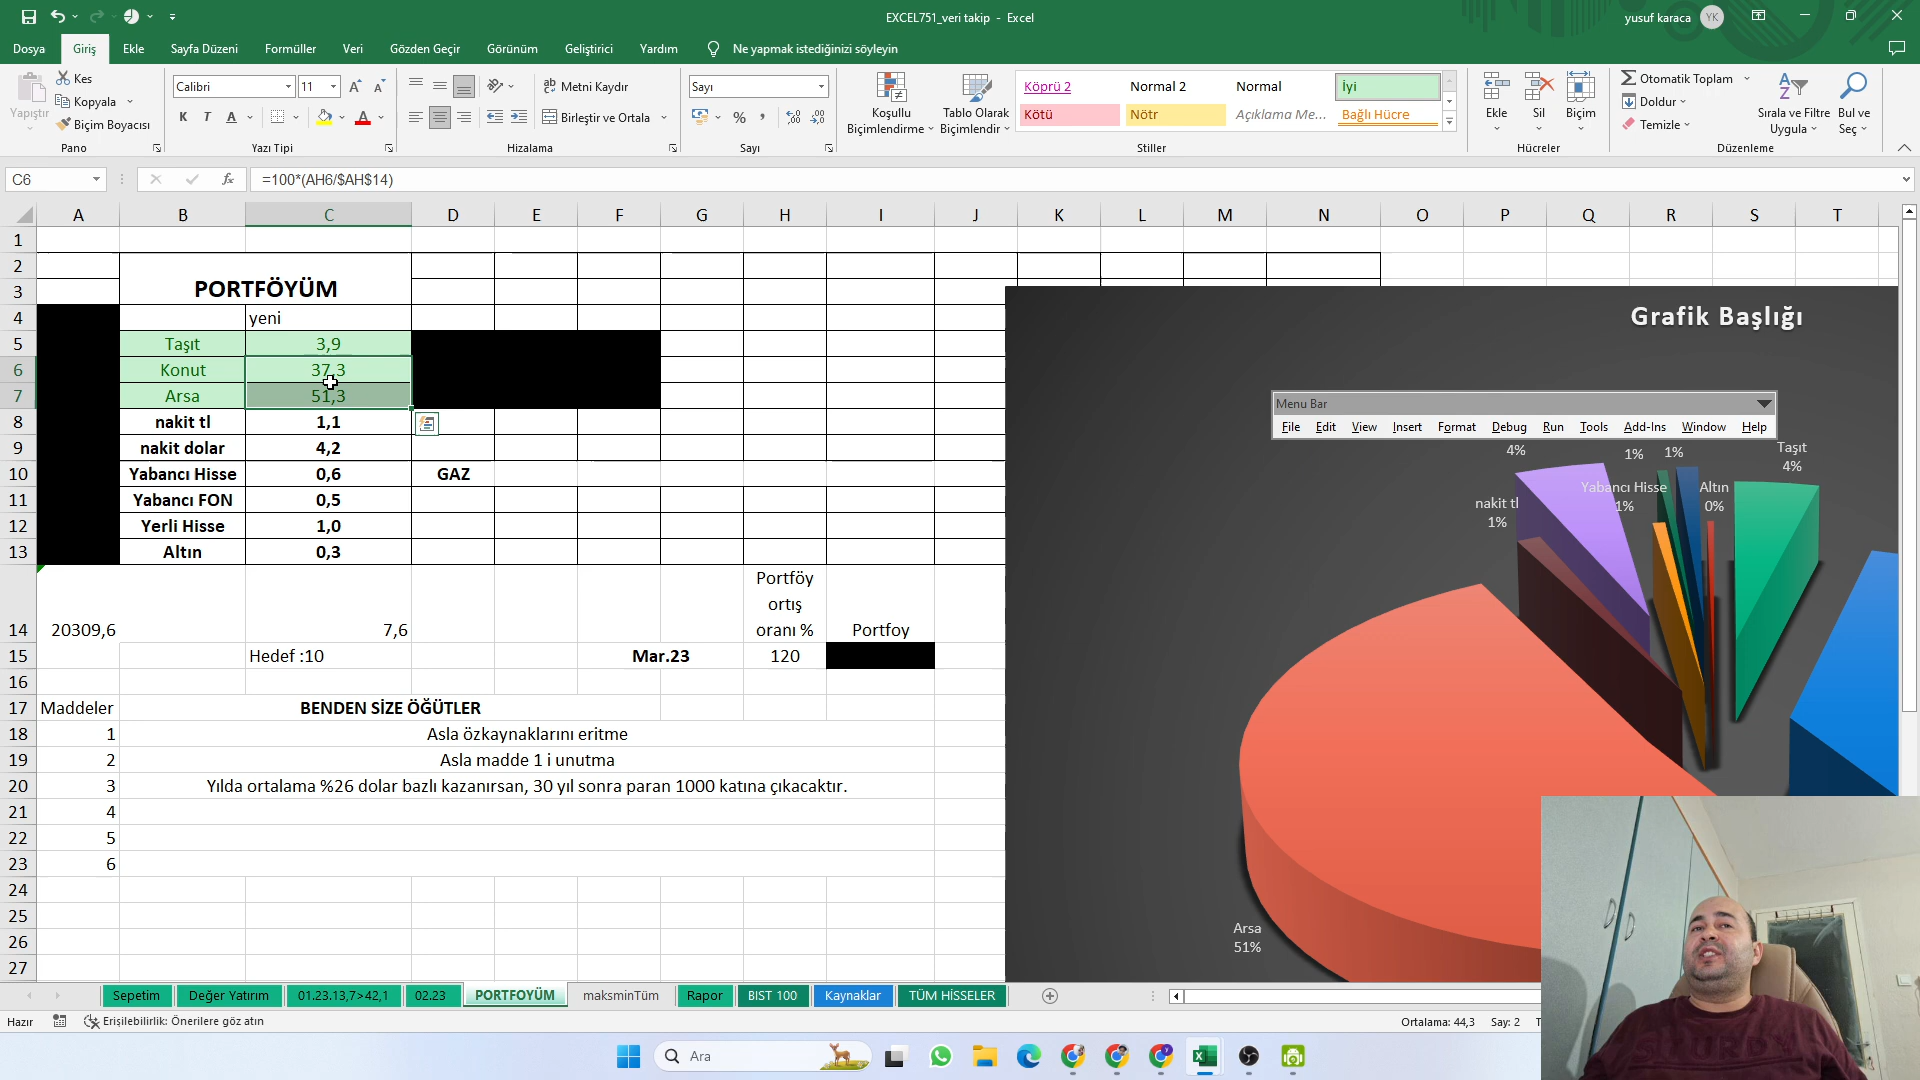 EXCEL751_veri takip - Excel
yusuf karaca YK
Dosya Giriş Ekle Sayfa Düzeni Formüller Veri Gözden Geçir Görünüm Geliştirici Yardım Ne yapmak istediğinizi söyleyin
Yapıştır
Kes
Kopyala
Biçim Boyacısı
Pano
Calibri 11
K T A
Yazı Tipi
Metni Kaydır
Birleştir ve Ortala
Hizalama
Sayı
Sayı
Koşullu Biçimlendirme
Tablo Olarak Biçimlendir
Köprü 2 Normal 2 Normal İyi
Kötü Nötr Açıklama Me... Bağlı Hücre
Stiller
Ekle Sil Biçim
Hücreler
Otomatik Toplam
Doldur
Temizle
Sırala ve Filtre Uygula
Bul ve Seç
Düzenleme
C6 fx =100*(AH6/$AH$14)
A B C D E F G H I J K L M N O P Q R S T
1
2
3 PORTFÖYÜM
4 yeni
5 Taşıt 3,9
6 Konut 37,3
7 Arsa 51,3
8 nakit tl 1,1
9 nakit dolar 4,2
10 Yabancı Hisse 0,6 GAZ
11 Yabancı FON 0,5
12 Yerli Hisse 1,0
13 Altın 0,3
14 20309,6 7,6 Portföy ortış oranı % Portfoy
15 Hedef :10 Mar.23 120
16
17 Maddeler BENDEN SİZE ÖĞÜTLER
18 1 Asla özkaynaklarını eritme
19 2 Asla madde 1 i unutma
20 3 Yılda ortalama %26 dolar bazlı kazanırsan, 30 yıl sonra paran 1000 katına çıkacaktır.
21 4
22 5
23 6
24
25
26
27
Grafik Başlığı
Menu Bar
File Edit View Insert Format Debug Run Tools Add-Ins Window Help
4%
1%
1%
Taşıt
4%
nakit tl
1%
Yabancı Hisse
1%
Altın
0%
Arsa
51%
Sepetim Değer Yatırım 01.23.13,7>42,1 02.23 PORTFOYÜM maksminTüm Rapor BIST 100 Kaynaklar TÜM HİSSELER
Hazır Erişilebilirlik: Önerilere göz atın Ortalama: 44,3 Say: 2
Ara